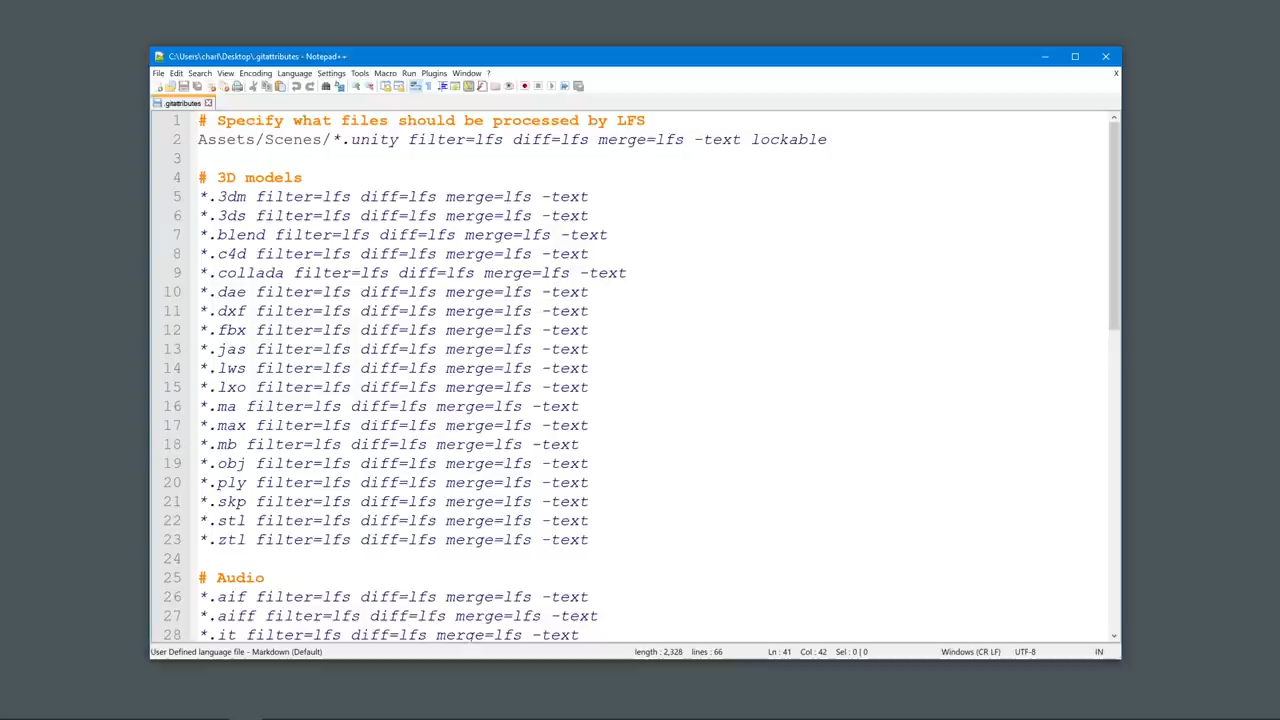 C:\Users\charl\Desktop\.gitattributes - Notepad++
File Edit Search View Encoding Language Settings Tools Macro Run Plugins Window ? X
.gitattributes
1 # Specify what files should be processed by LFS
2 Assets/Scenes/*.unity filter=lfs diff=lfs merge=lfs -text lockable
3
4 # 3D models
5 *.3dm filter=lfs diff=lfs merge=lfs -text
6 *.3ds filter=lfs diff=lfs merge=lfs -text
7 *.blend filter=lfs diff=lfs merge=lfs -text
8 *.c4d filter=lfs diff=lfs merge=lfs -text
9 *.collada filter=lfs diff=lfs merge=lfs -text
10 *.dae filter=lfs diff=lfs merge=lfs -text
11 *.dxf filter=lfs diff=lfs merge=lfs -text
12 *.fbx filter=lfs diff=lfs merge=lfs -text
13 *.jas filter=lfs diff=lfs merge=lfs -text
14 *.lws filter=lfs diff=lfs merge=lfs -text
15 *.lxo filter=lfs diff=lfs merge=lfs -text
16 *.ma filter=lfs diff=lfs merge=lfs -text
17 *.max filter=lfs diff=lfs merge=lfs -text
18 *.mb filter=lfs diff=lfs merge=lfs -text
19 *.obj filter=lfs diff=lfs merge=lfs -text
20 *.ply filter=lfs diff=lfs merge=lfs -text
21 *.skp filter=lfs diff=lfs merge=lfs -text
22 *.stl filter=lfs diff=lfs merge=lfs -text
23 *.ztl filter=lfs diff=lfs merge=lfs -text
24
25 # Audio
26 *.aif filter=lfs diff=lfs merge=lfs -text
27 *.aiff filter=lfs diff=lfs merge=lfs -text
28 *.it filter=lfs diff=lfs merge=lfs -text
User Defined language file - Markdown (Default) length : 2,328 lines : 66 Ln : 41 Col : 42 Sel : 0 | 0 Windows (CR LF) UTF-8 IN